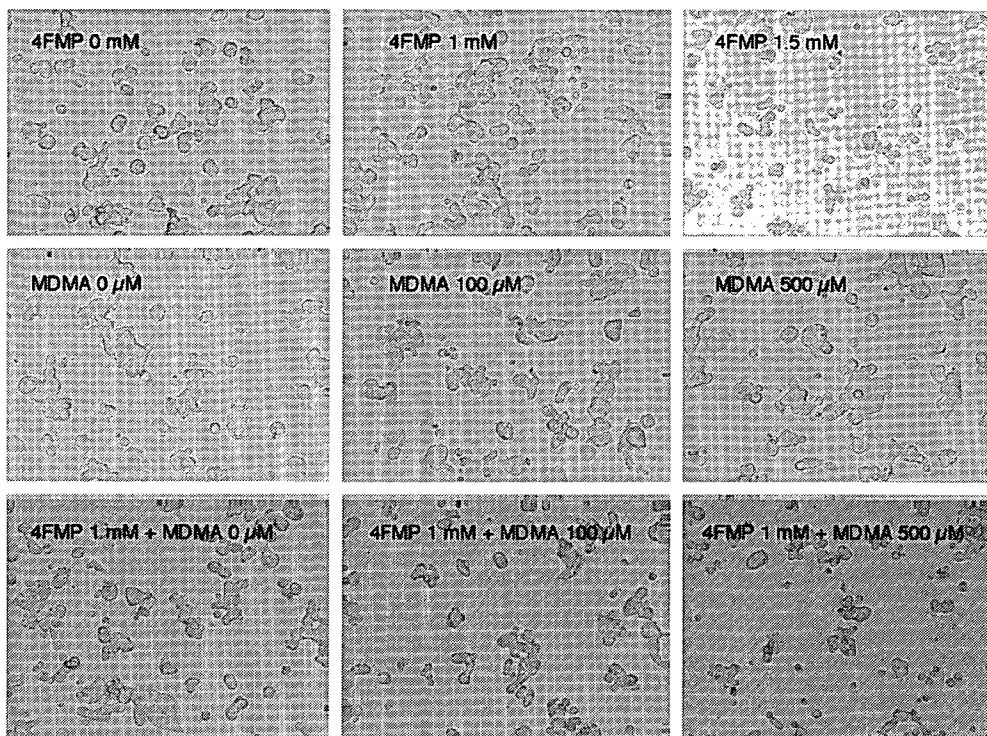 4FMP 0 mM
4FMP 1 mM
4FMP 1.5 mM
MDMA 0 μM
MDMA 100 μM
MDMA 500 μM
4FMP 1 mM + MDMA 0 μM
4FMP 1 mM + MDMA 100 μM
4FMP 1 mM + MDMA 500 μM